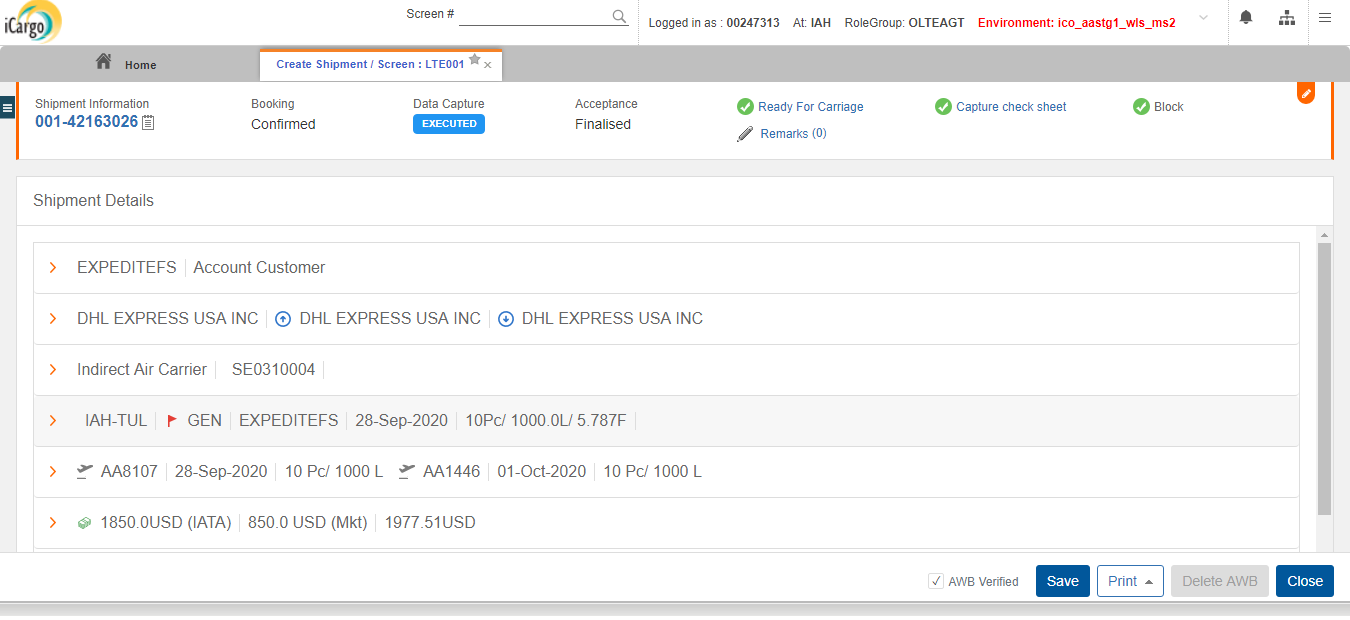 iCargo
Screen #
Logged in as : 00247313 At: IAH RoleGroup: OLTEAGT Environment: ico_aastg1_wls_ms2
Home
Create Shipment / Screen : LTE001
Shipment Information
001-42163026
Booking
Confirmed
Data Capture
EXECUTED
Acceptance
Finalised
Ready For Carriage
Remarks (0)
Capture check sheet
Block
Shipment Details
EXPEDITEFS Account Customer
DHL EXPRESS USA INC DHL EXPRESS USA INC DHL EXPRESS USA INC
Indirect Air Carrier SE0310004
IAH-TUL GEN EXPEDITEFS 28-Sep-2020 10Pc/ 1000.0L/ 5.787F
AA8107 28-Sep-2020 10 Pc/ 1000 L AA1446 01-Oct-2020 10 Pc/ 1000 L
1850.0USD (IATA) 850.0 USD (Mkt) 1977.51USD
AWB Verified Save Print Delete AWB Close